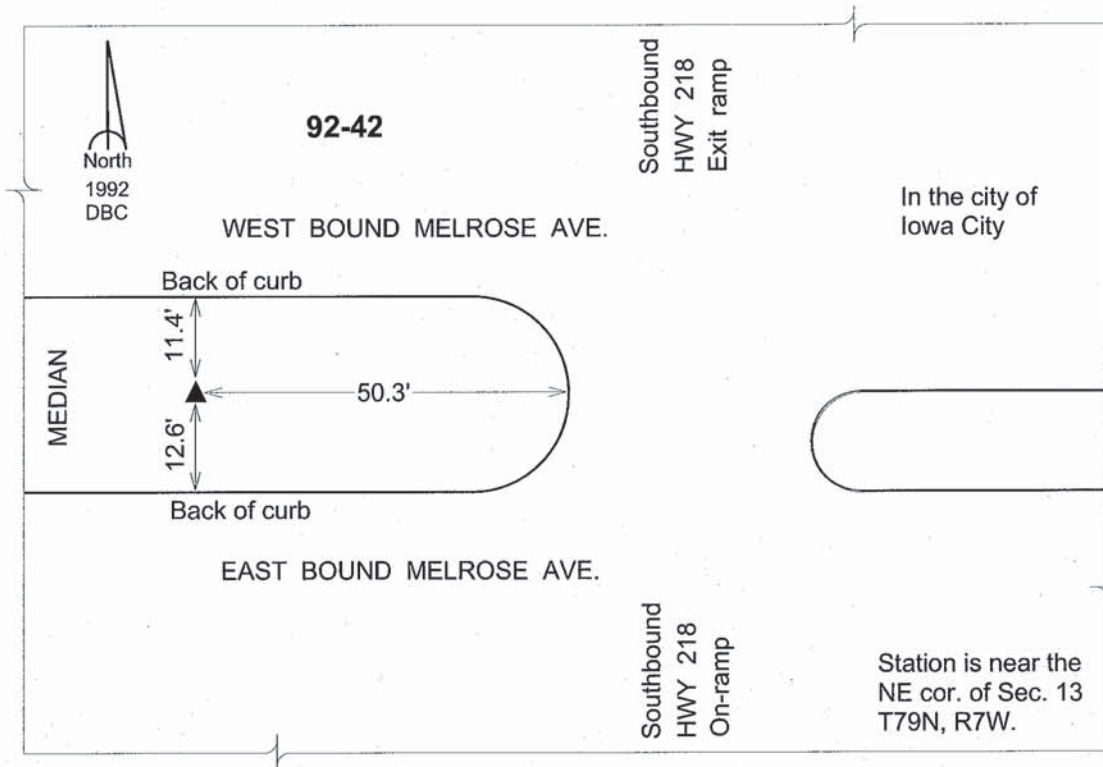 92-42
North
1992
DBC
Southbound
HWY 218
Exit ramp
In the city of
Iowa City
WEST BOUND MELROSE AVE.
Back of curb
MEDIAN
11.4'
50.3'
12.6'
Back of curb
EAST BOUND MELROSE AVE.
Southbound
HWY 218
On-ramp
Station is near the
NE cor. of Sec. 13
T79N, R7W.